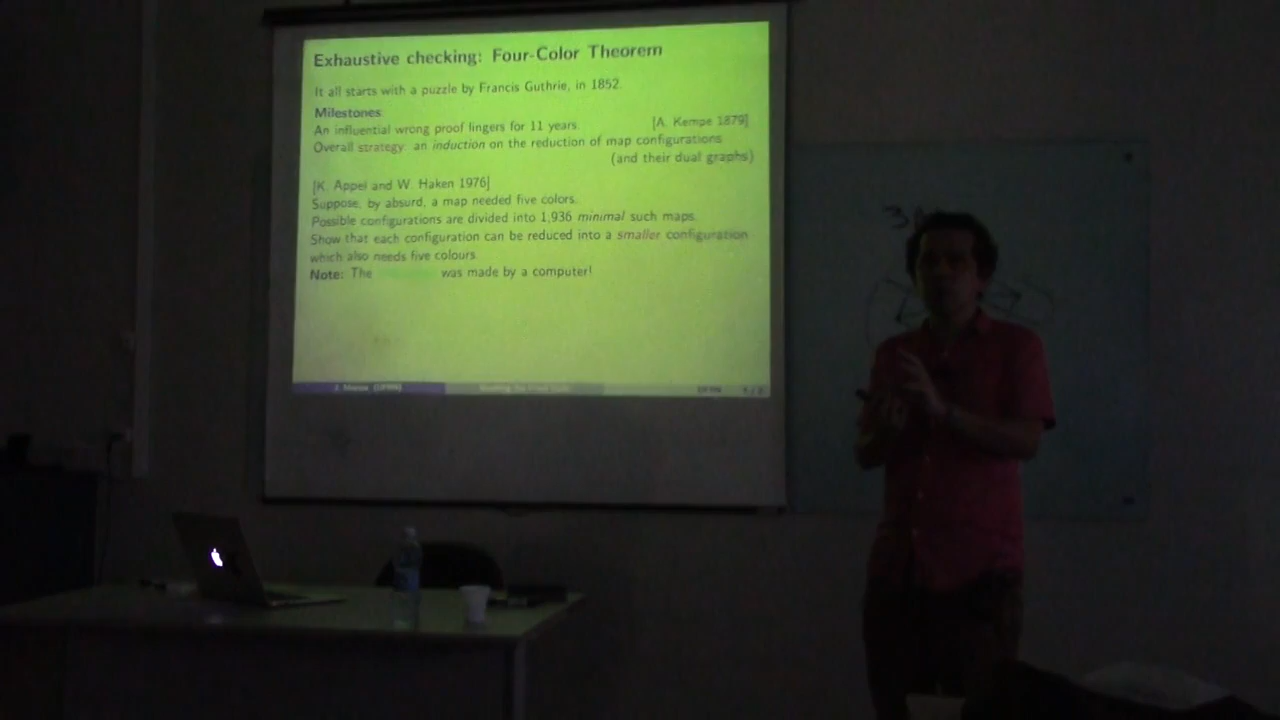 Exhaustive checking: Four-Color Theorem
It all starts with a puzzle by Francis Guthrie, in 1852.
Milestones
An influential wrong proof lingers for 11 years. [A. Kempe 1879]
Overall strategy: an induction on the reduction of map configurations
(and their dual graphs)
[K. Appel and W. Haken 1976]
Suppose, by absurd, a map needed five colors.
Possible configurations are divided into 1,936 minimal such maps.
Show that each configuration can be reduced into a smaller configuration
which also needs five colours.
Note: The was made by a computer!
(UFRN) UFRN